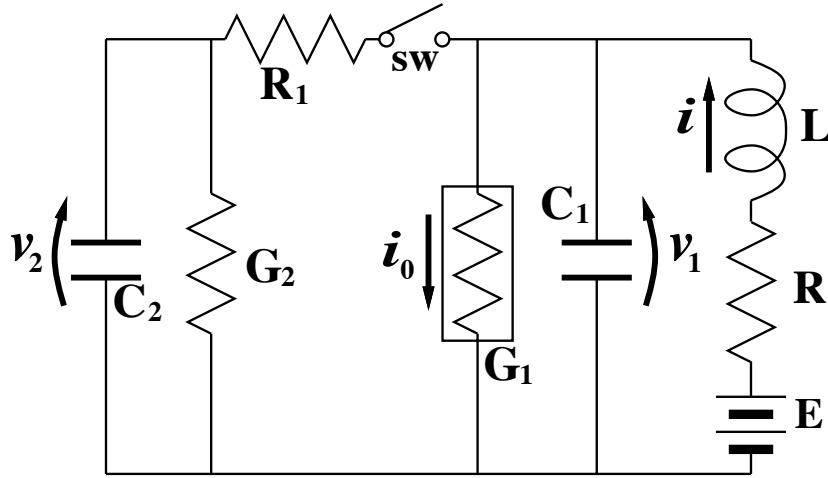 R₁
sw
i
L
v₂
C₂
G₂
i₀
G₁
C₁
v₁
R
E